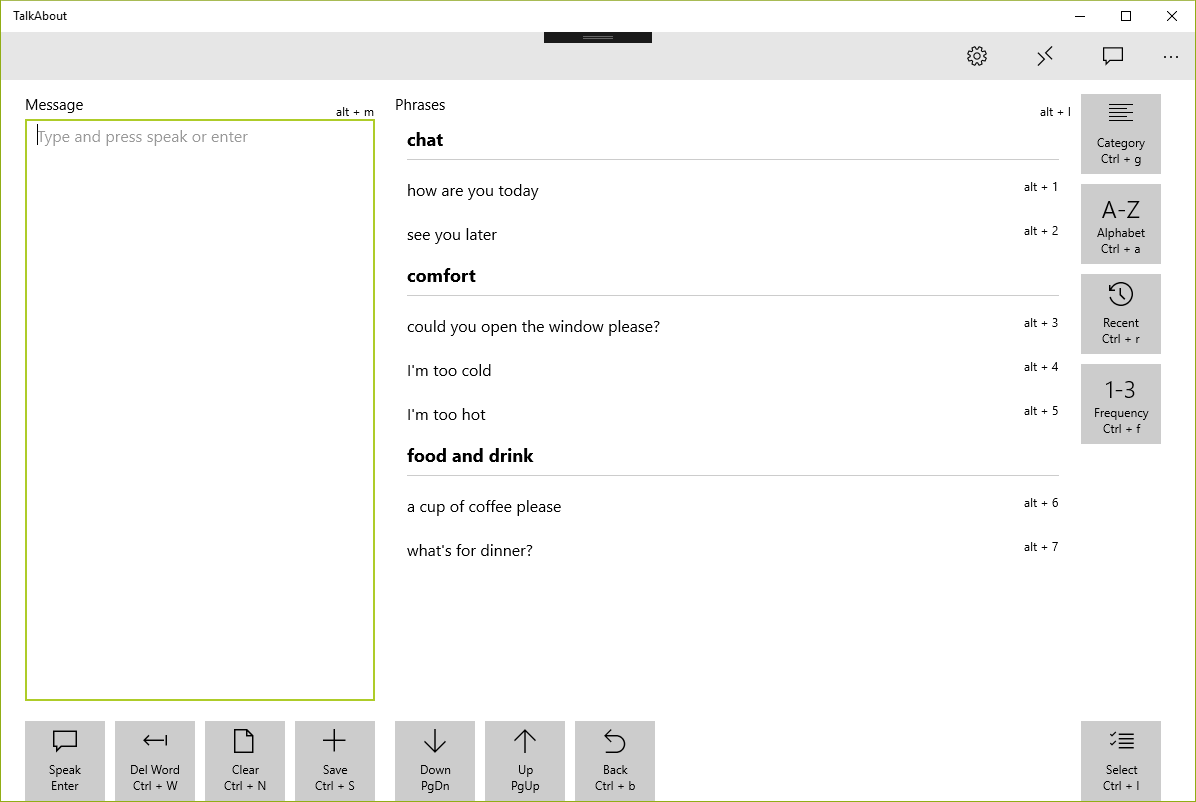 TalkAbout
...
Message
alt + m
Type and press speak or enter
Phrases
alt + l
chat
how are you today
alt + 1
see you later
alt + 2
comfort
could you open the window please?
alt + 3
I'm too cold
alt + 4
I'm too hot
alt + 5
food and drink
a cup of coffee please
alt + 6
what's for dinner?
alt + 7
Category
Ctrl + g
A-Z
Alphabet
Ctrl + a
Recent
Ctrl + r
1-3
Frequency
Ctrl + f
Speak
Enter
Del Word
Ctrl + W
Clear
Ctrl + N
Save
Ctrl + S
Down
PgDn
Up
PgUp
Back
Ctrl + b
Select
Ctrl + l